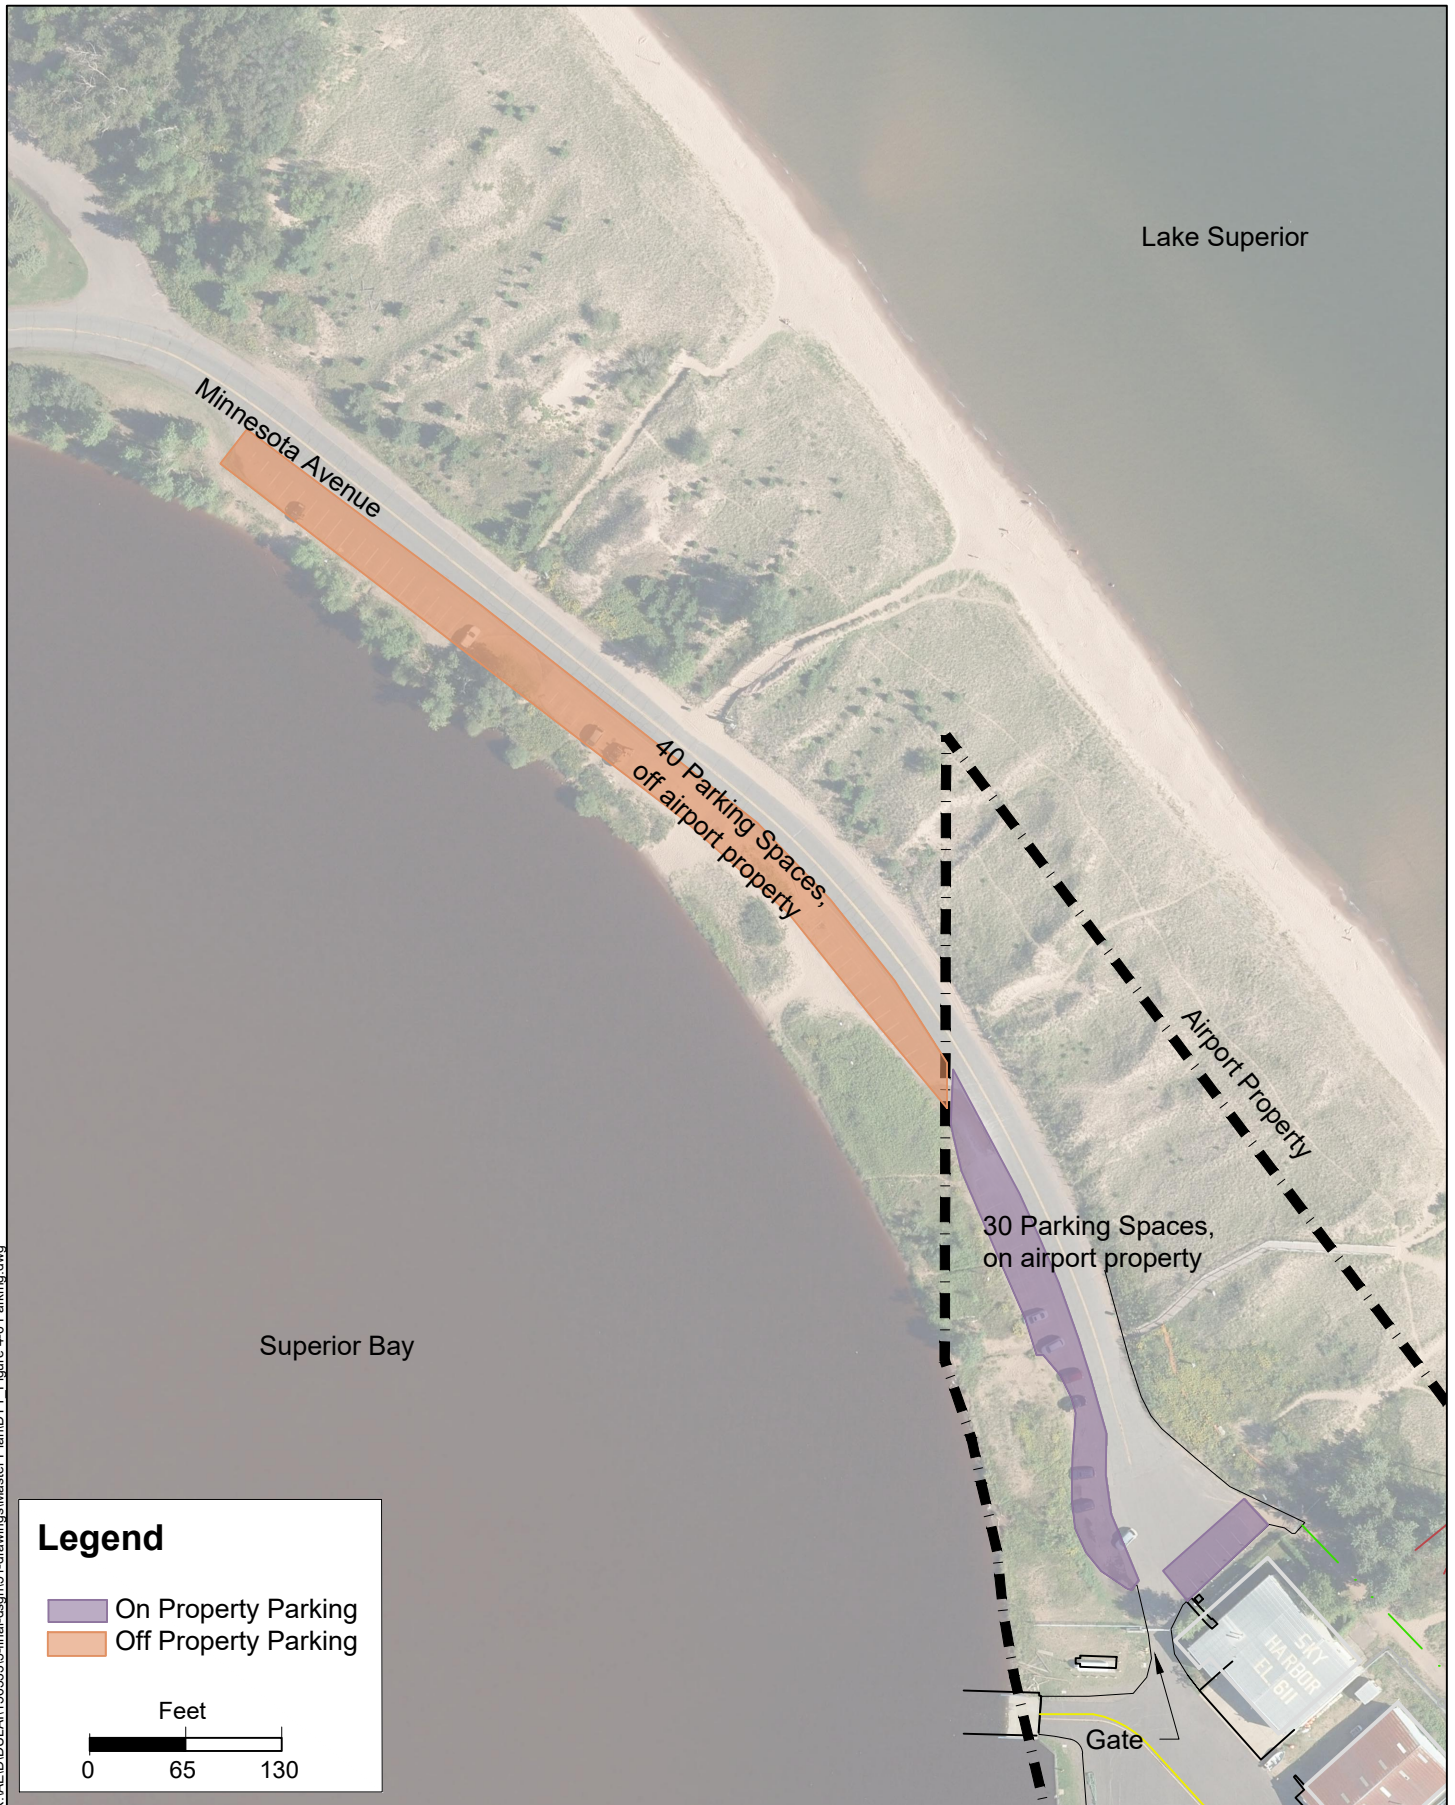 Lake Superior
Minnesota Avenue
40 Parking Spaces,
off airport property
Airport Property
30 Parking Spaces,
on airport property
Superior Bay
Legend
On Property Parking
Off Property Parking
Feet
0 65 130
SKY
HARBOR
EL 611
Gate